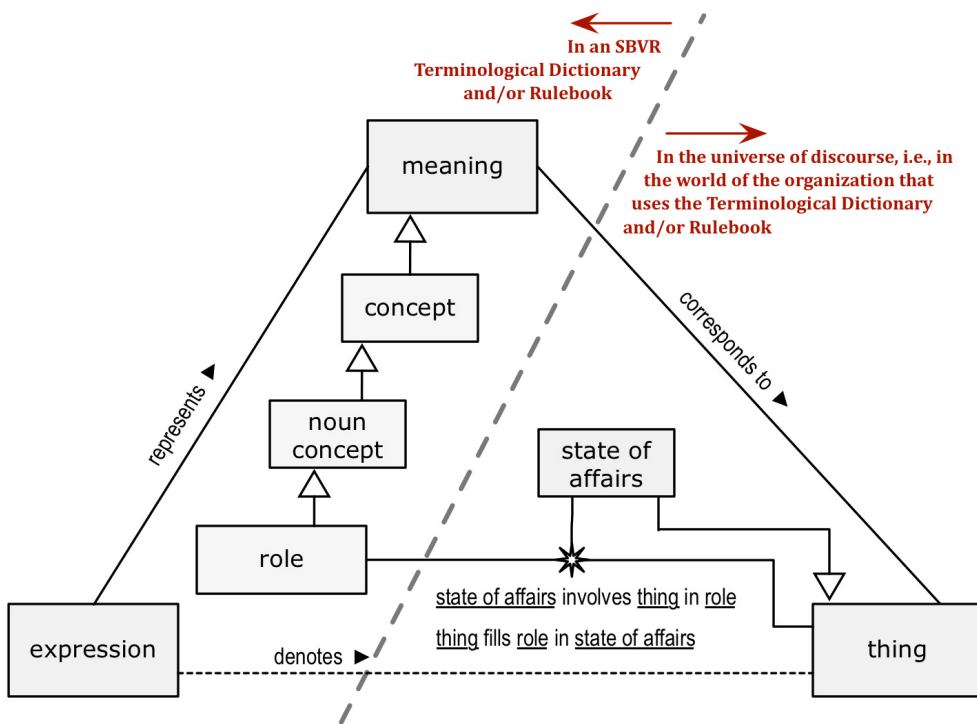 In an SBVR
Terminological Dictionary
and/or Rulebook
In the universe of discourse, i.e., in
the world of the organization that
uses the Terminological Dictionary
and/or Rulebook
meaning
concept
corresponds to ►
represents ►
noun
concept
state of
affairs
role
state of affairs involves thing in role
thing fills role in state of affairs
expression
denotes ►
thing